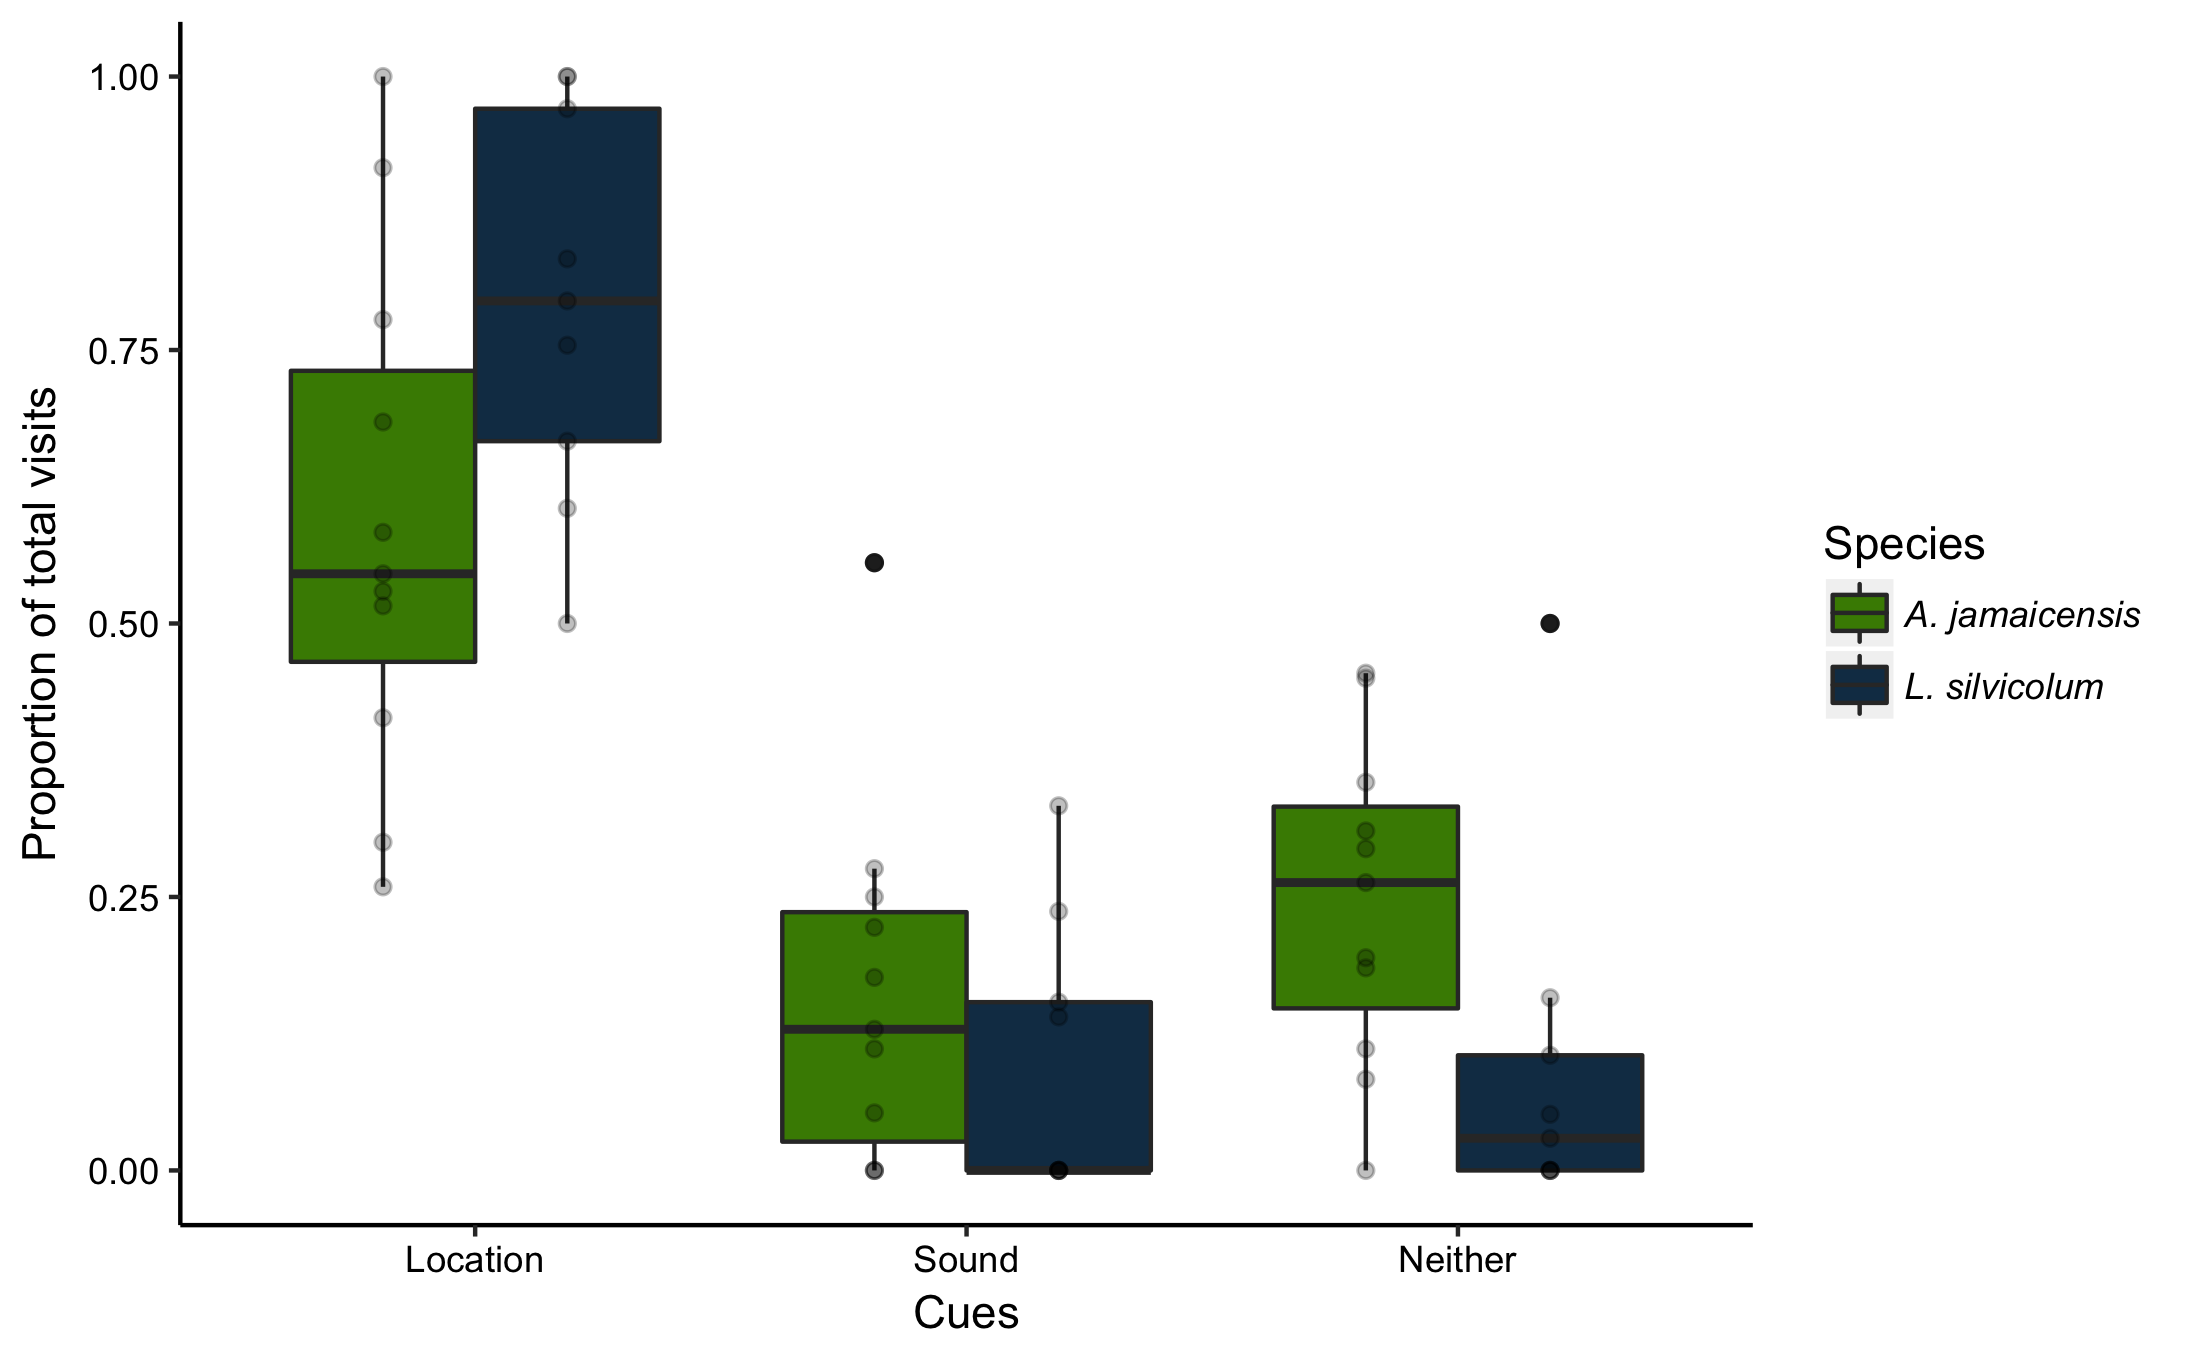 Proportion of total visits
1.00
0.75
0.50
0.25
0.00
Location
Sound
Neither
Cues
Species
A. jamaicensis
L. silvicolum